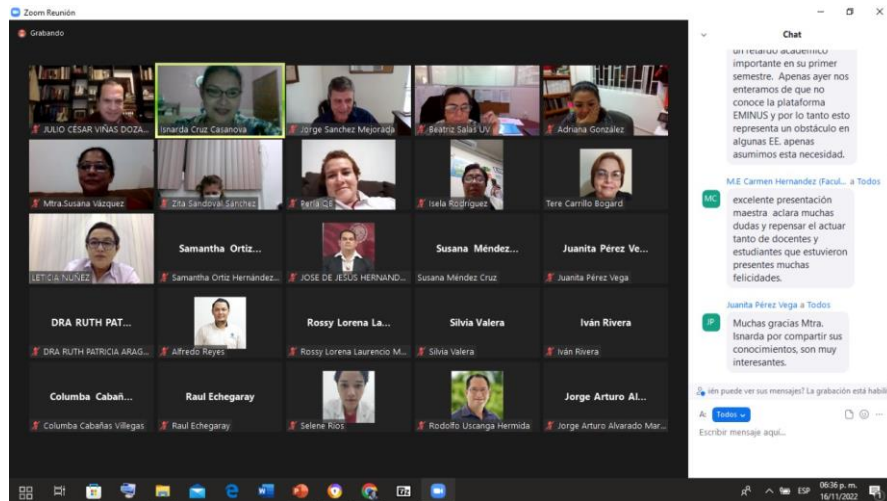 Zoom Reunión
Grabando
JULIO CÉSAR VIÑAS DOZA...
Isnarda Cruz Casanova
Jorge Sanchez Mejorada
Beatriz Salas UV
Adriana González
Mtra.Susana Vázquez
Zita Sandoval Sánchez
Perla QB
Isela Rodríguez
Tere Carrillo Bogard
LETICIA NUÑEZ
Samantha Ortiz...
Samantha Ortiz Hernández...
JOSE DE JESÚS HERNAND...
Susana Méndez...
Susana Méndez Cruz
Juanita Pérez Ve...
Juanita Pérez Vega
DRA RUTH PAT...
DRA RUTH PATRICIA ARAG...
Alfredo Reyes
Rossy Lorena La...
Rossy Lorena Laurencio M...
Silvia Valera
Silvia Valera
Iván Rivera
Iván Rivera
Columba Cabañ...
Columba Cabañas Villegas
Raul Echegaray
Raul Echegaray
Selene Rios
Rodolfo Uscanga Hermida
Jorge Arturo Al...
Jorge Arturo Alvarado Mar...
Chat
un retardo académico
importante en su primer
semestre. Apenas ayer nos
enteramos de que no
conoce la plataforma
EMINUS y por lo tanto esto
representa un obstáculo en
algunas EE. apenas
asumimos esta necesidad.
M.E Carmen Hernandez (Facul... a Todos
MC
excelente presentación
maestra aclara muchas
dudas y repensar el actuar
tanto de docentes y
estudiantes que estuvieron
presentes muchas
felicidades.
Juanita Pérez Vega a Todos
JP
Muchas gracias Mtra.
Isnarda por compartir sus
conocimientos, son muy
interesantes.
ién puede ver sus mensajes? La grabación está habili
A: Todos
Escribir mensaje aquí...
ESP
06:36 p. m.
16/11/2022